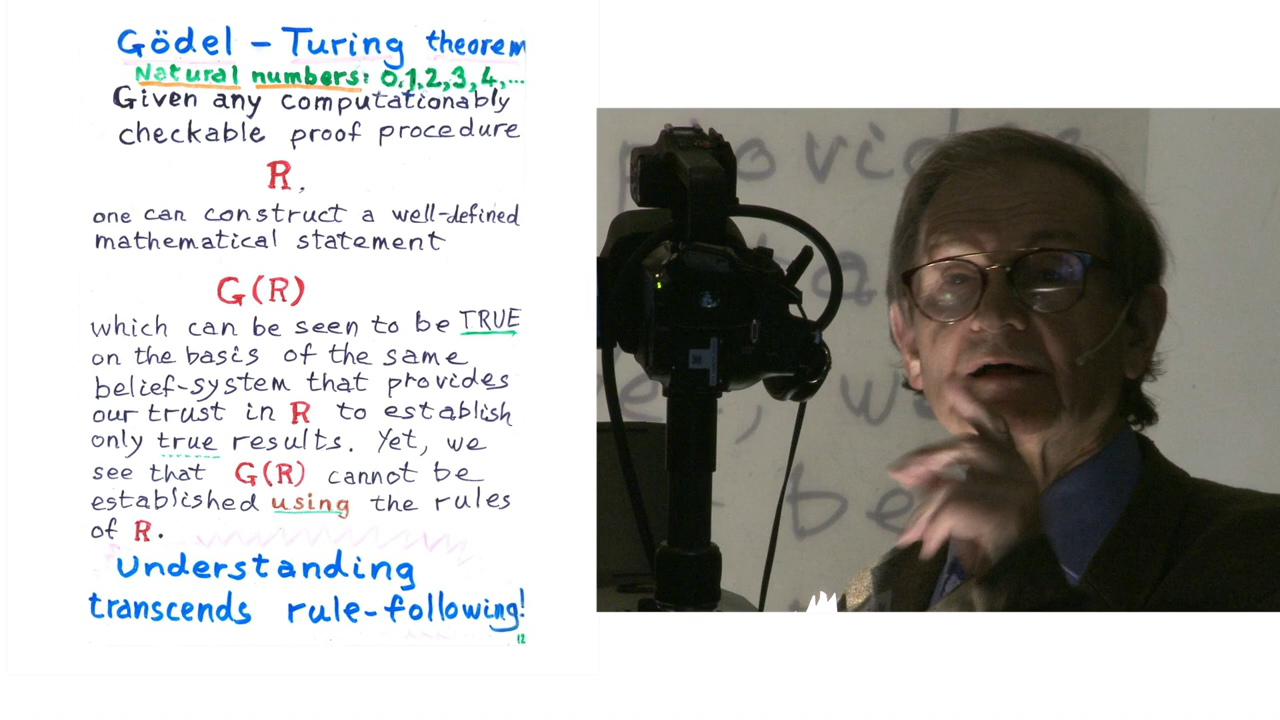 Gödel – Turing theorem
Natural numbers: 0,1,2,3,4,...
Given any computationably
checkable proof procedure
R,
one can construct a well-defined
mathematical statement
G(R)
which can be seen to be TRUE
on the basis of the same
belief-system that provides
our trust in R to establish
only true results. Yet, we
see that G(R) cannot be
established using the rules
of R.
Understanding
transcends rule-following!
12
provides
we
be